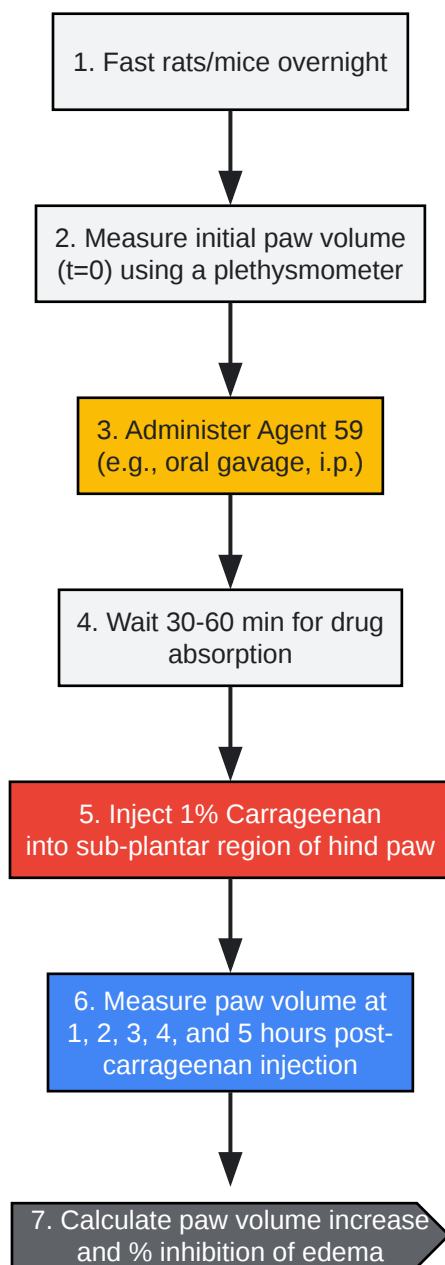 1. Fast rats/mice overnight
2. Measure initial paw volume
(t=0) using a plethysmometer
3. Administer Agent 59
(e.g., oral gavage, i.p.)
4. Wait 30-60 min for drug
absorption
5. Inject 1% Carrageenan
into sub-plantar region of hind paw
6. Measure paw volume at
1, 2, 3, 4, and 5 hours post-
carrageenan injection
7. Calculate paw volume increase
and % inhibition of edema